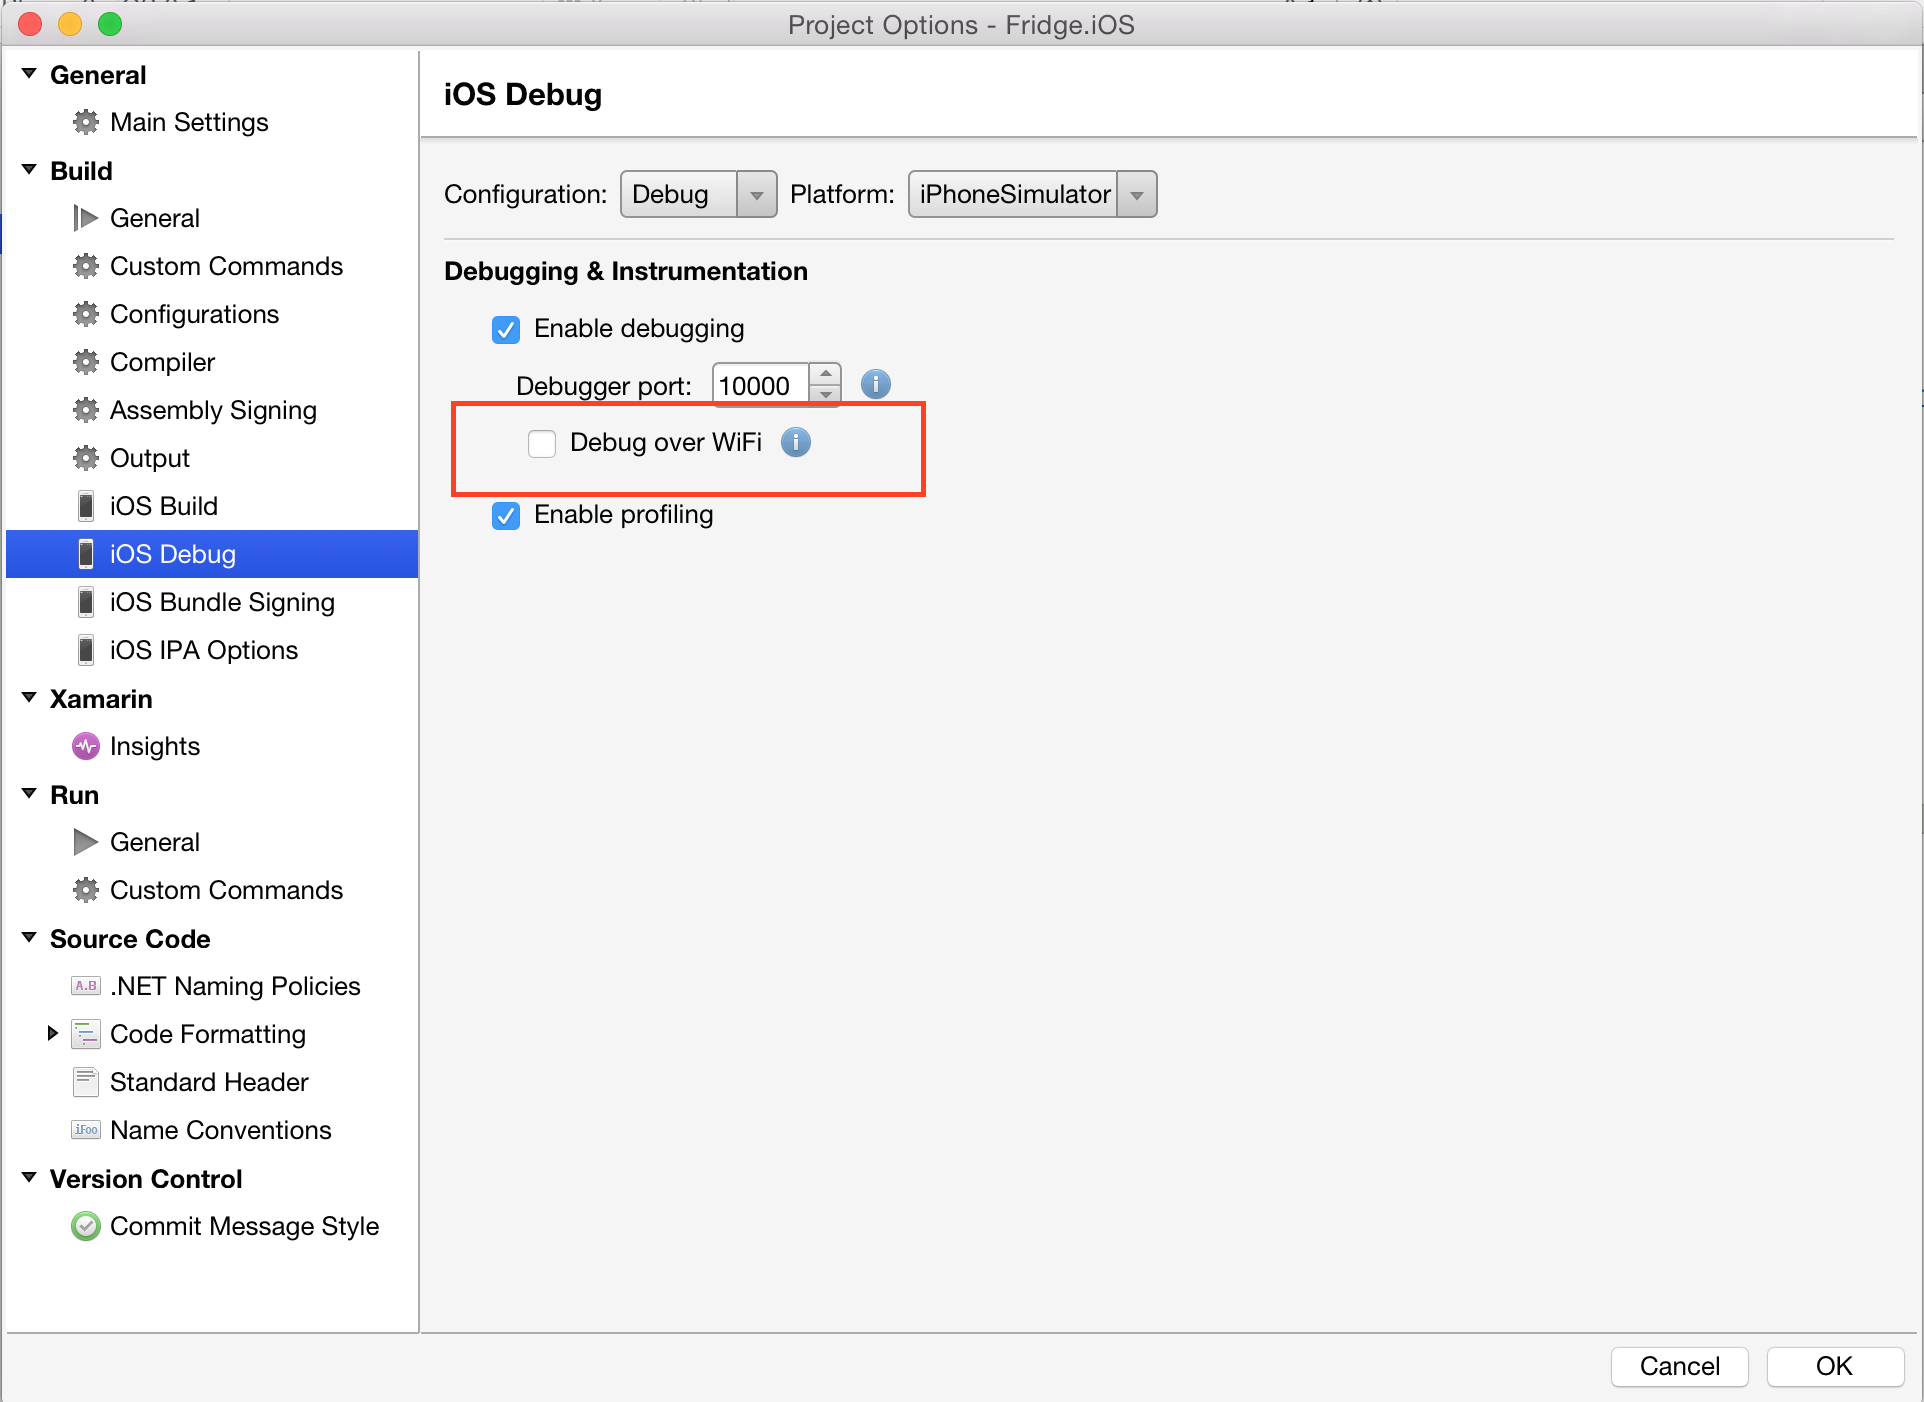 Project Options - Fridge.iOS
General
Main Settings
Build
General
Custom Commands
Configurations
Compiler
Assembly Signing
Output
iOS Build
iOS Debug
iOS Bundle Signing
iOS IPA Options
Xamarin
Insights
Run
General
Custom Commands
Source Code
A.B .NET Naming Policies
Code Formatting
Standard Header
iFoo Name Conventions
Version Control
Commit Message Style
iOS Debug
Configuration: Debug Platform: iPhoneSimulator
Debugging & Instrumentation
Enable debugging
Debugger port: 10000
Debug over WiFi
Enable profiling
Cancel OK